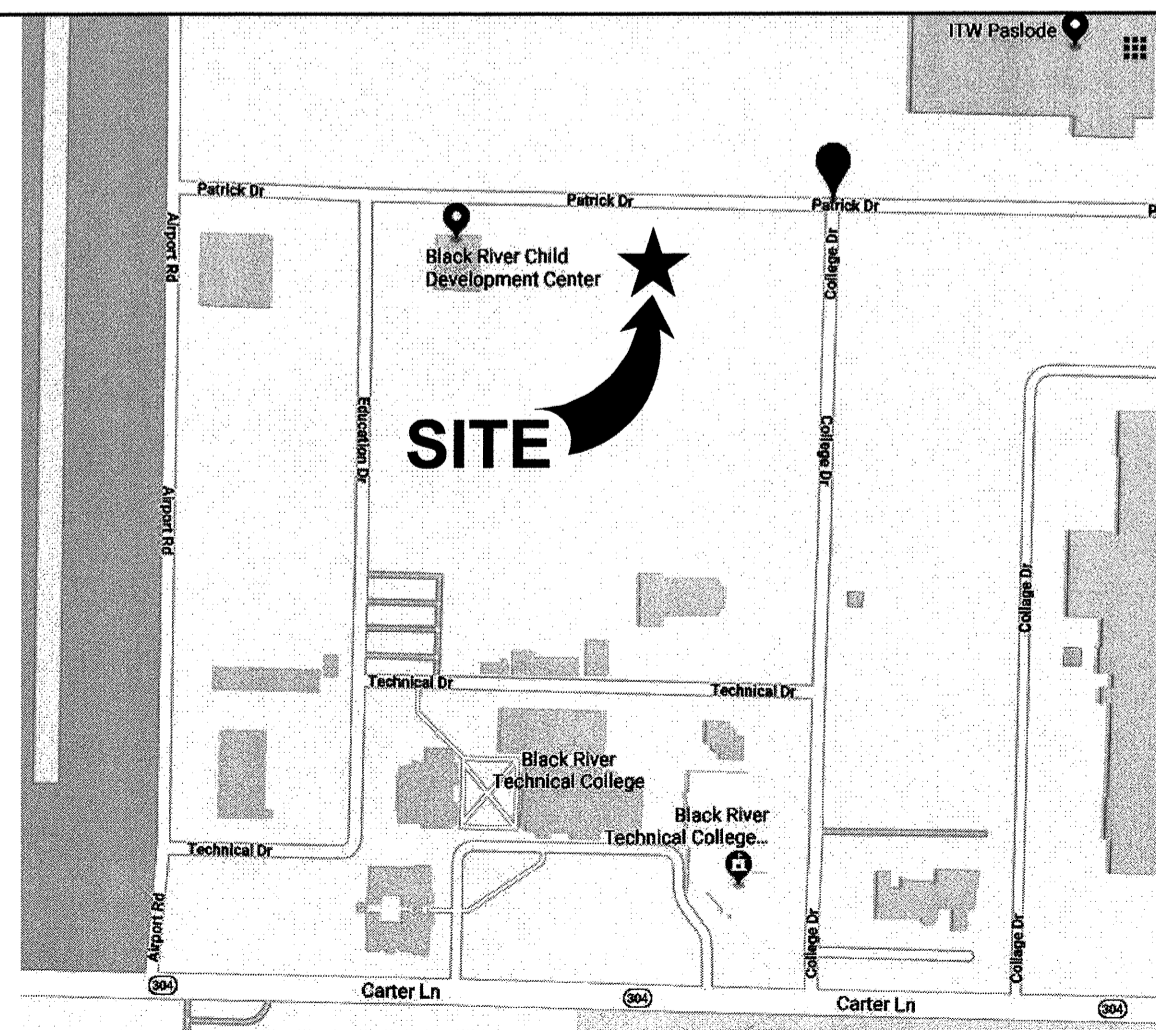 ITW Paslode
Patrick Dr
Patrick Dr
Patrick Dr
P
Airport Rd
College Dr
Black River Child
Development Center
SITE
Education Dr
College Dr
Airport Rd
Collage Dr
Technical Dr
Technical Dr
Black River
Technical College
Black River
Technical College...
Technical Dr
Airport Rd
College Dr
Collage Dr
304
Carter Ln
304
Carter Ln
304